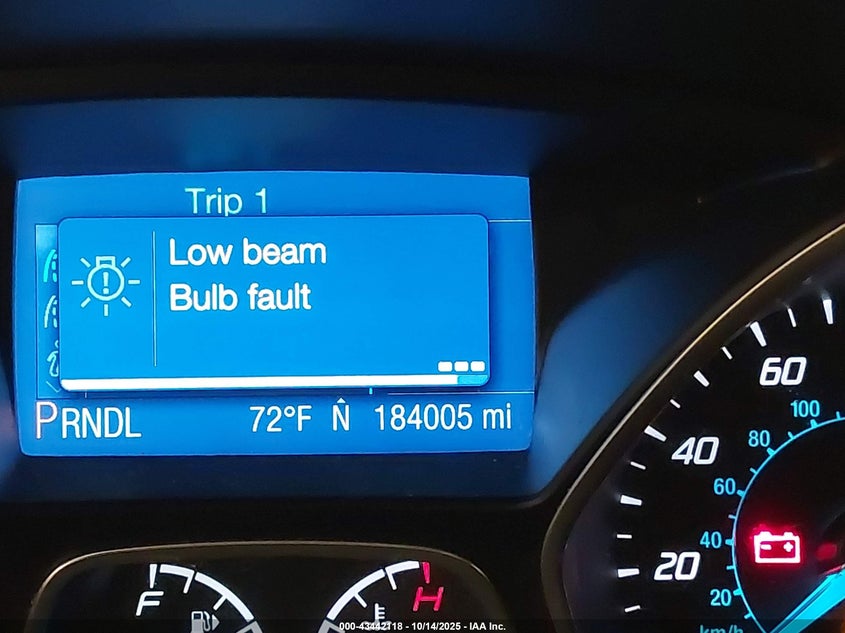 Trip 1
Low beam
Bulb fault
PRNDL 72°F N̂ 184005 mi
60
100
80
40
60
40
20
20
km/h
F H
000-43442118 - 10/14/2025 - IAA Inc.